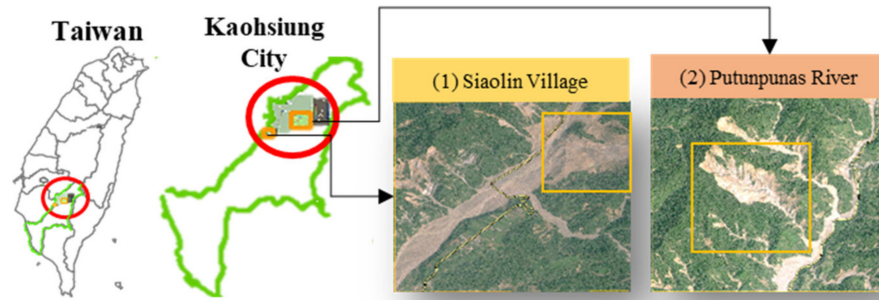 Taiwan
Kaohsiung
City
(1) Siaolin Village
(2) Putunpunas River